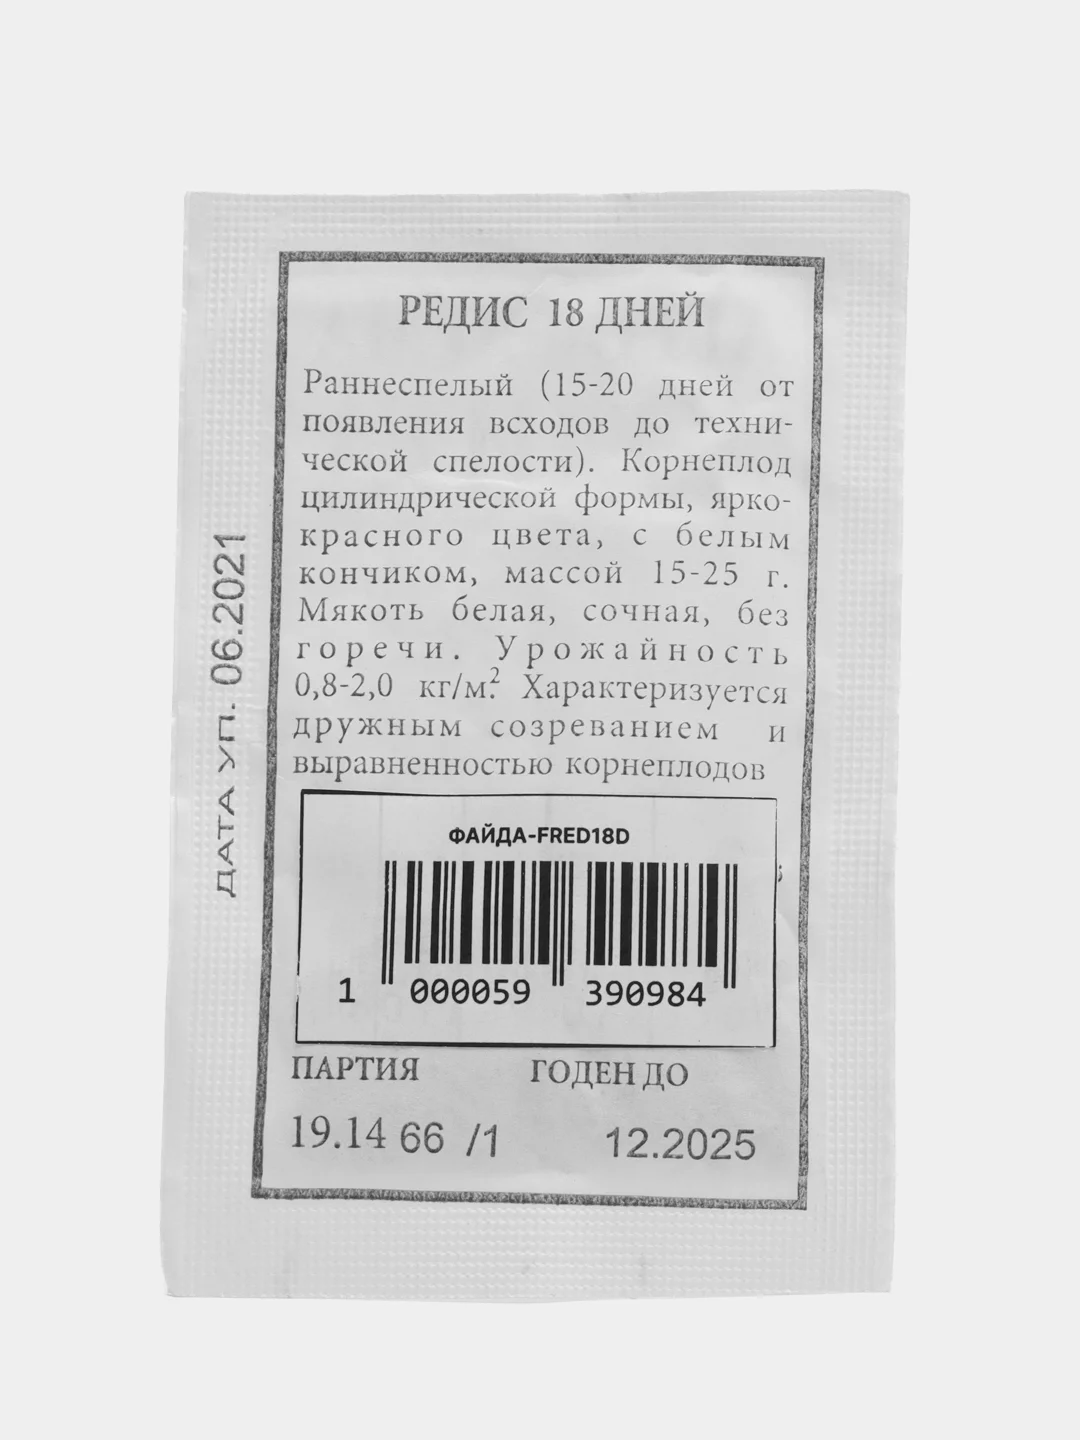 РЕДИС 18 ДНЕЙ
Раннеспелый (15-20 дней от
появления всходов до техни-
ческой спелости). Корнеплод
цилиндрической формы, ярко-
красного цвета, с белым
кончиком, массой 15-25 г.
Мякоть белая, сочная, без
горечи. Урожайность
0,8-2,0 кг/м². Характеризуется
дружным созреванием и
выравненностью корнеплодов
ФАЙДА-FRED18D
1 000059 390984
ПАРТИЯ ГОДЕН ДО
19.14 66 /1 12.2025
ДАТА УП. 06.2021